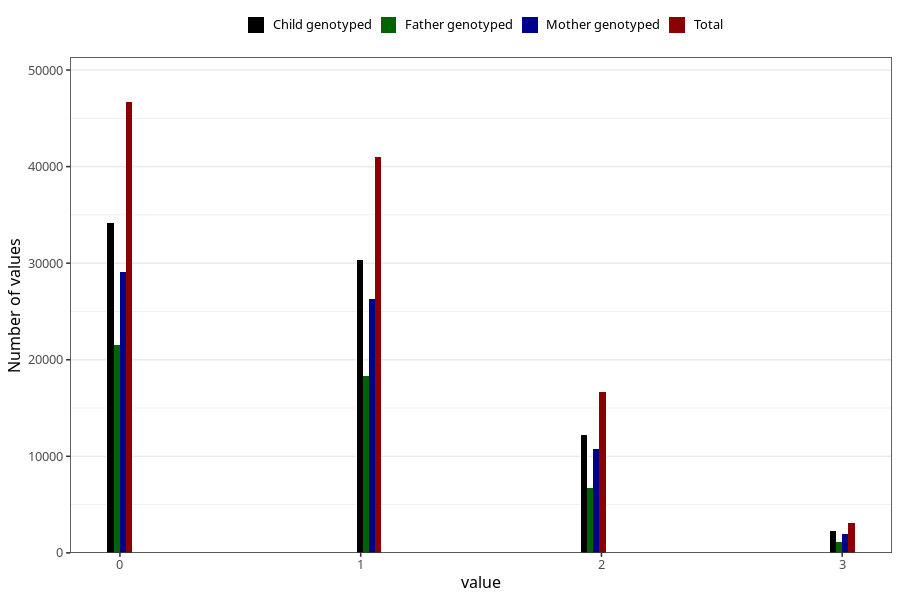 Child genotyped Father genotyped Mother genotyped Total
50000
40000
30000
20000
10000
0
Number of values
0 1 2 3
value